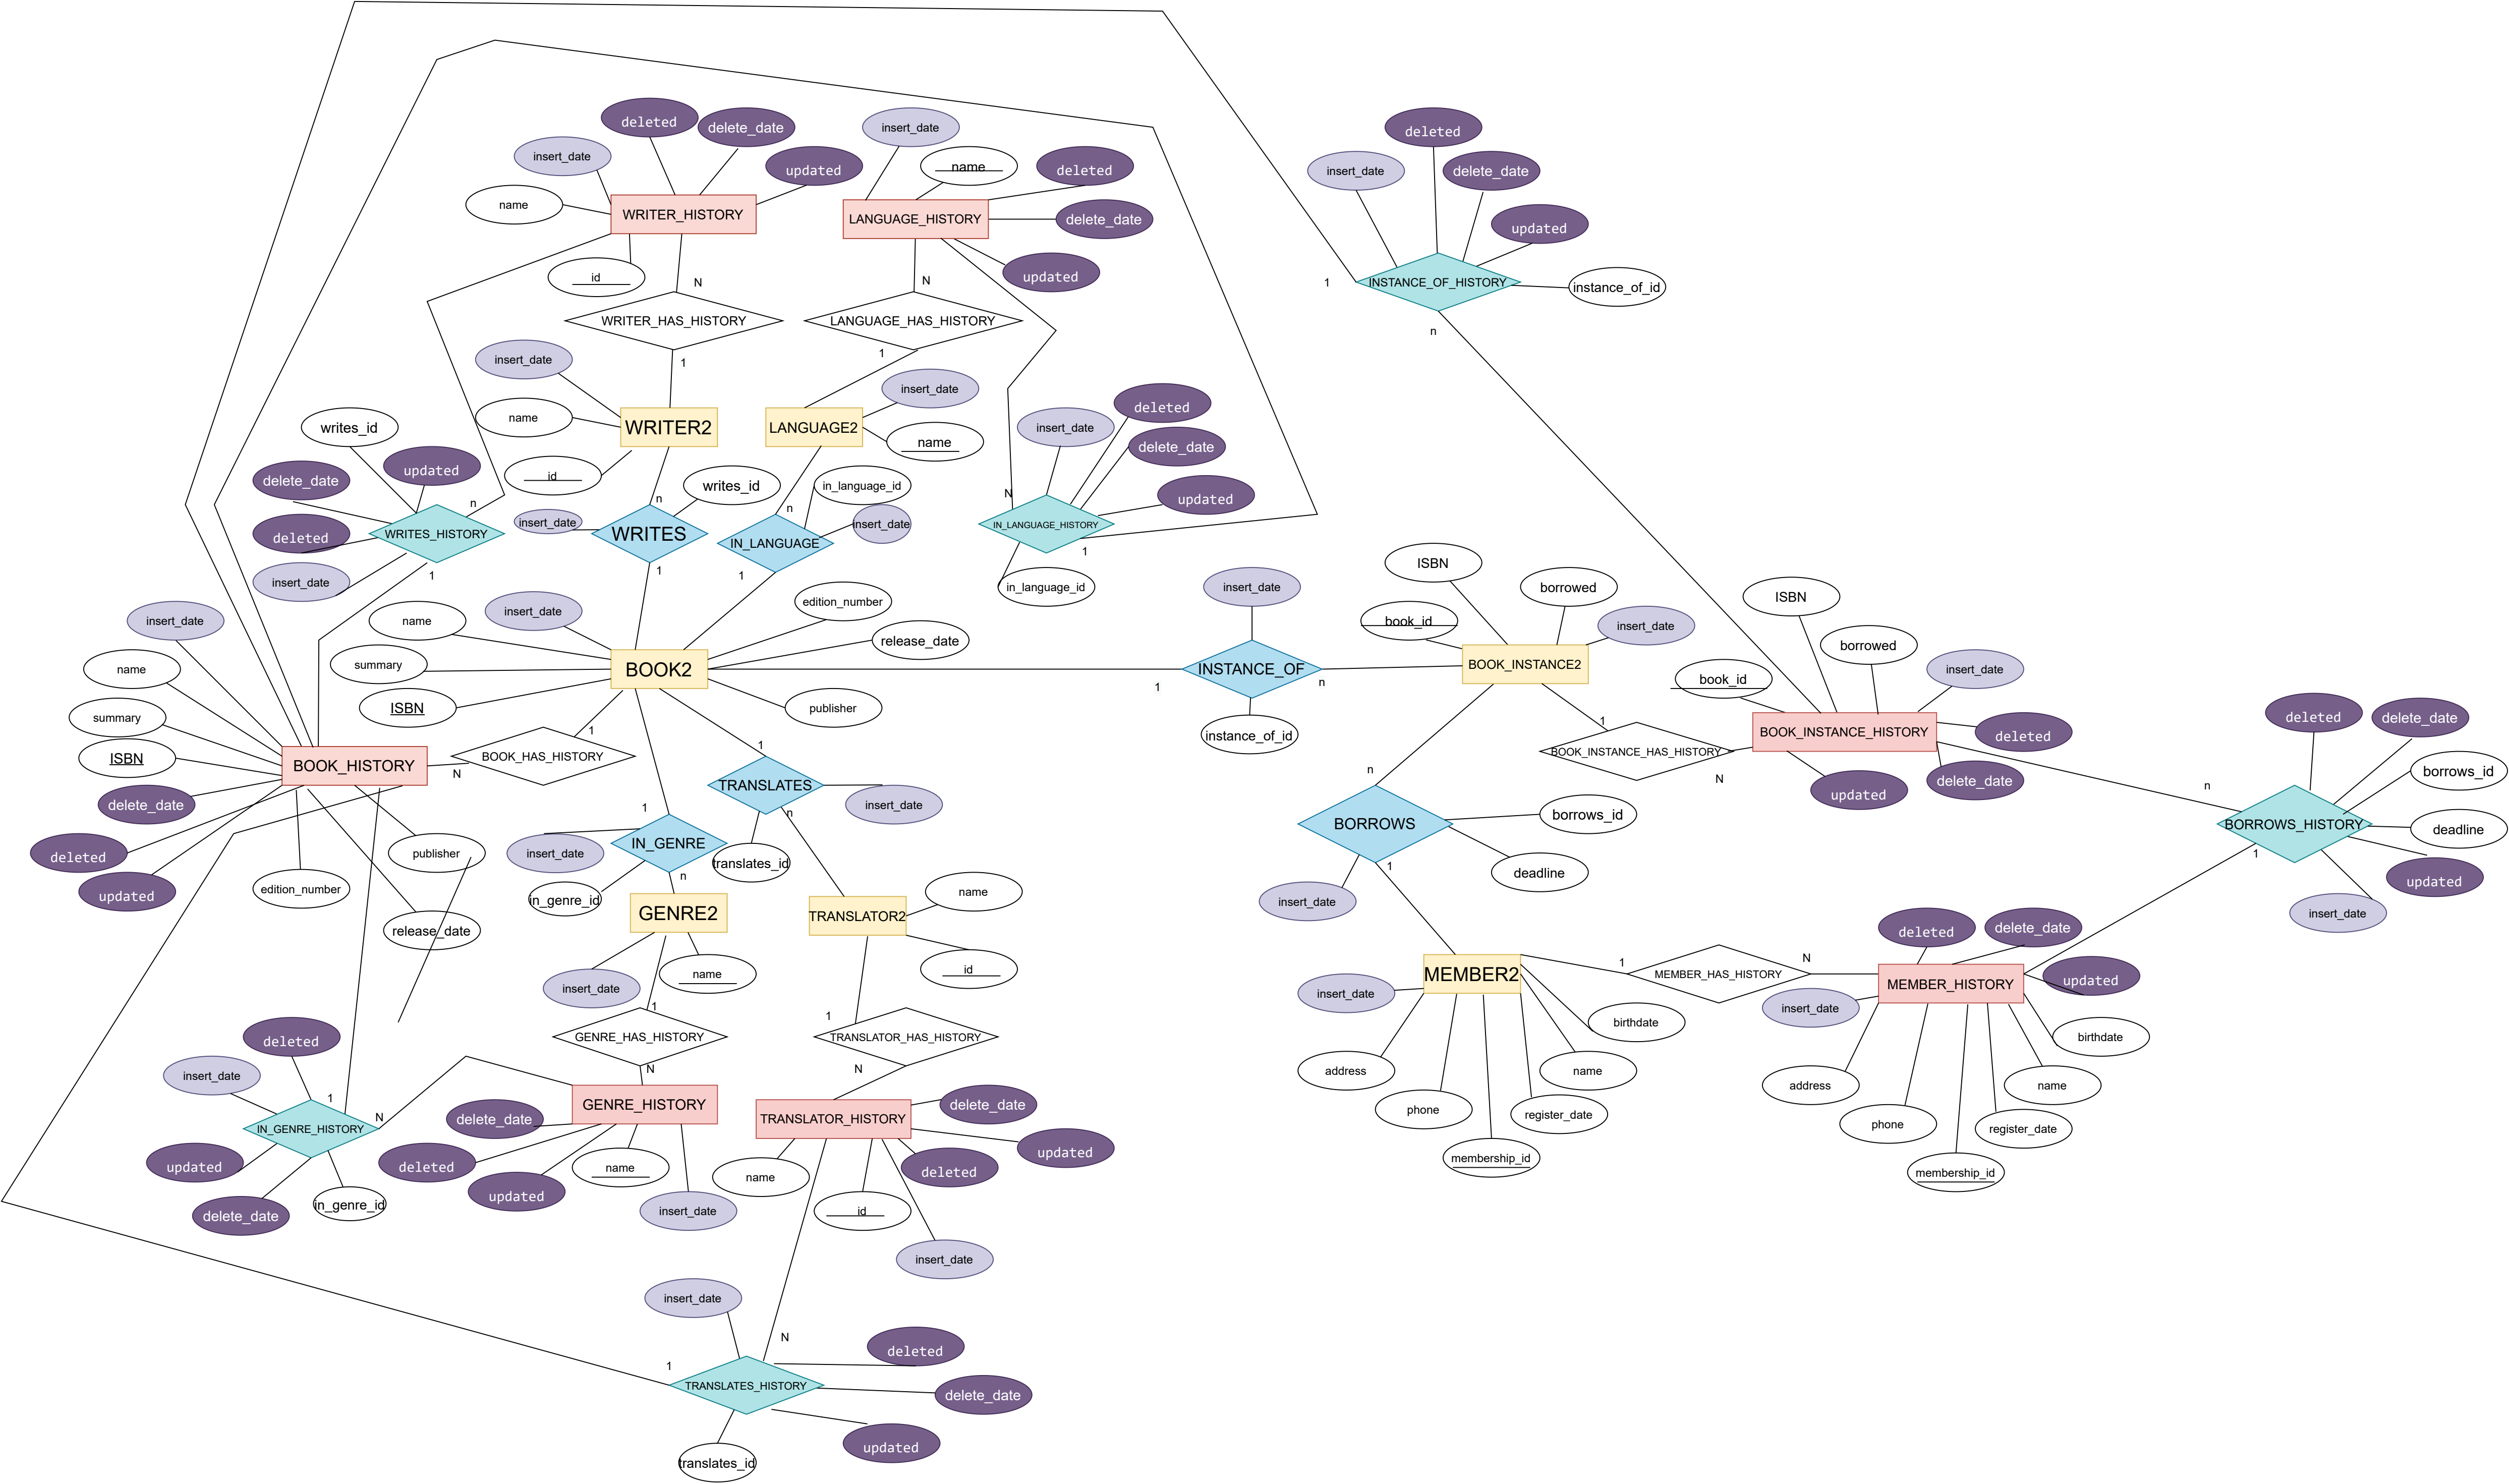 deleted
delete_date
insert_date
updated
name
WRITER_HISTORY
id
N
WRITER_HAS_HISTORY
1
insert_date
name
deleted
LANGUAGE_HISTORY
delete_date
updated
N
LANGUAGE_HAS_HISTORY
1
deleted
insert_date
delete_date
updated
INSTANCE_OF_HISTORY
instance_of_id
1
n
insert_date
name
WRITER2
id
n
writes_id
insert_date
WRITES
1
insert_date
LANGUAGE2
name
in_language_id
n
insert_date
IN_LANGUAGE
1
deleted
insert_date
delete_date
updated
N
IN_LANGUAGE_HISTORY
1
in_language_id
writes_id
updated
delete_date
n
deleted
WRITES_HISTORY
insert_date
1
insert_date
name
summary
ISBN
BOOK_HISTORY
delete_date
deleted
updated
edition_number
publisher
release_date
N
BOOK_HAS_HISTORY
1
insert_date
name
summary
ISBN
BOOK2
edition_number
release_date
publisher
insert_date
INSTANCE_OF
1
n
instance_of_id
ISBN
borrowed
book_id
insert_date
BOOK_INSTANCE2
1
BOOK_INSTANCE_HAS_HISTORY
N
ISBN
borrowed
book_id
insert_date
BOOK_INSTANCE_HISTORY
deleted
delete_date
updated
n
BORROWS
borrows_id
deadline
1
insert_date
deleted
delete_date
borrows_id
n
BORROWS_HISTORY
deadline
1
updated
insert_date
1
TRANSLATES
insert_date
n
translates_id
1
IN_GENRE
insert_date
in_genre_id
n
GENRE2
insert_date
name
1
GENRE_HAS_HISTORY
N
TRANSLATOR2
name
id
1
TRANSLATOR_HAS_HISTORY
N
MEMBER2
insert_date
address
phone
membership_id
register_date
name
birthdate
1
MEMBER_HAS_HISTORY
N
deleted
delete_date
updated
MEMBER_HISTORY
insert_date
address
phone
membership_id
register_date
name
birthdate
deleted
insert_date
1
N
IN_GENRE_HISTORY
updated
delete_date
in_genre_id
GENRE_HISTORY
delete_date
deleted
updated
name
insert_date
TRANSLATOR_HISTORY
delete_date
updated
deleted
name
id
insert_date
insert_date
N
1
TRANSLATES_HISTORY
deleted
delete_date
updated
translates_id